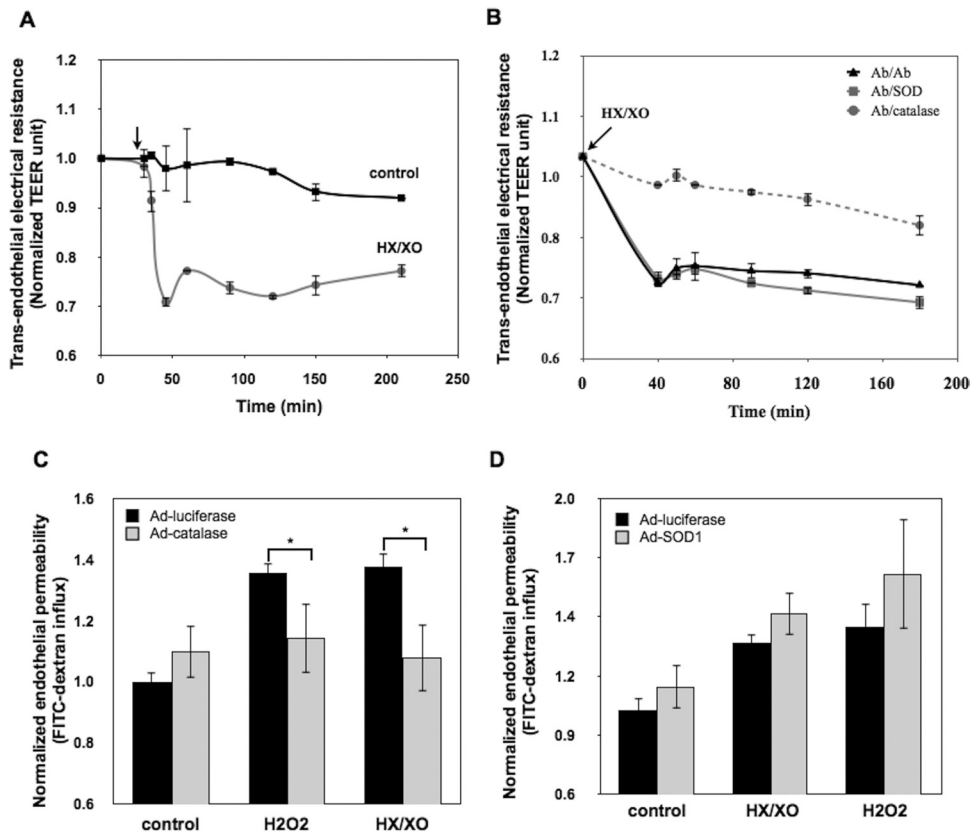 A
Trans-endothelial electrical resistance
(Normalized TEER unit)
1.2
1.1
1.0
0.9
0.8
0.7
0.6
control
HX/XO
0
50
100
150
200
250
Time (min)
B
Trans-endothelial electrical resistance
(Normalized TEER unit)
1.2
1.1
1.0
0.9
0.8
0.7
0.6
HX/XO
Ab/Ab
Ab/SOD
Ab/catalase
0
40
80
120
160
200
Time (min)
C
Normalized endothelial permeability
(FITC-dextran influx)
1.6
1.4
1.2
1.0
0.8
0.6
Ad-luciferase
Ad-catalase
*
*
control
H2O2
HX/XO
D
Normalized endothelial permeability
(FITC-dextran influx)
2.0
1.7
1.4
1.2
0.9
0.6
Ad-luciferase
Ad-SOD1
control
HX/XO
H2O2